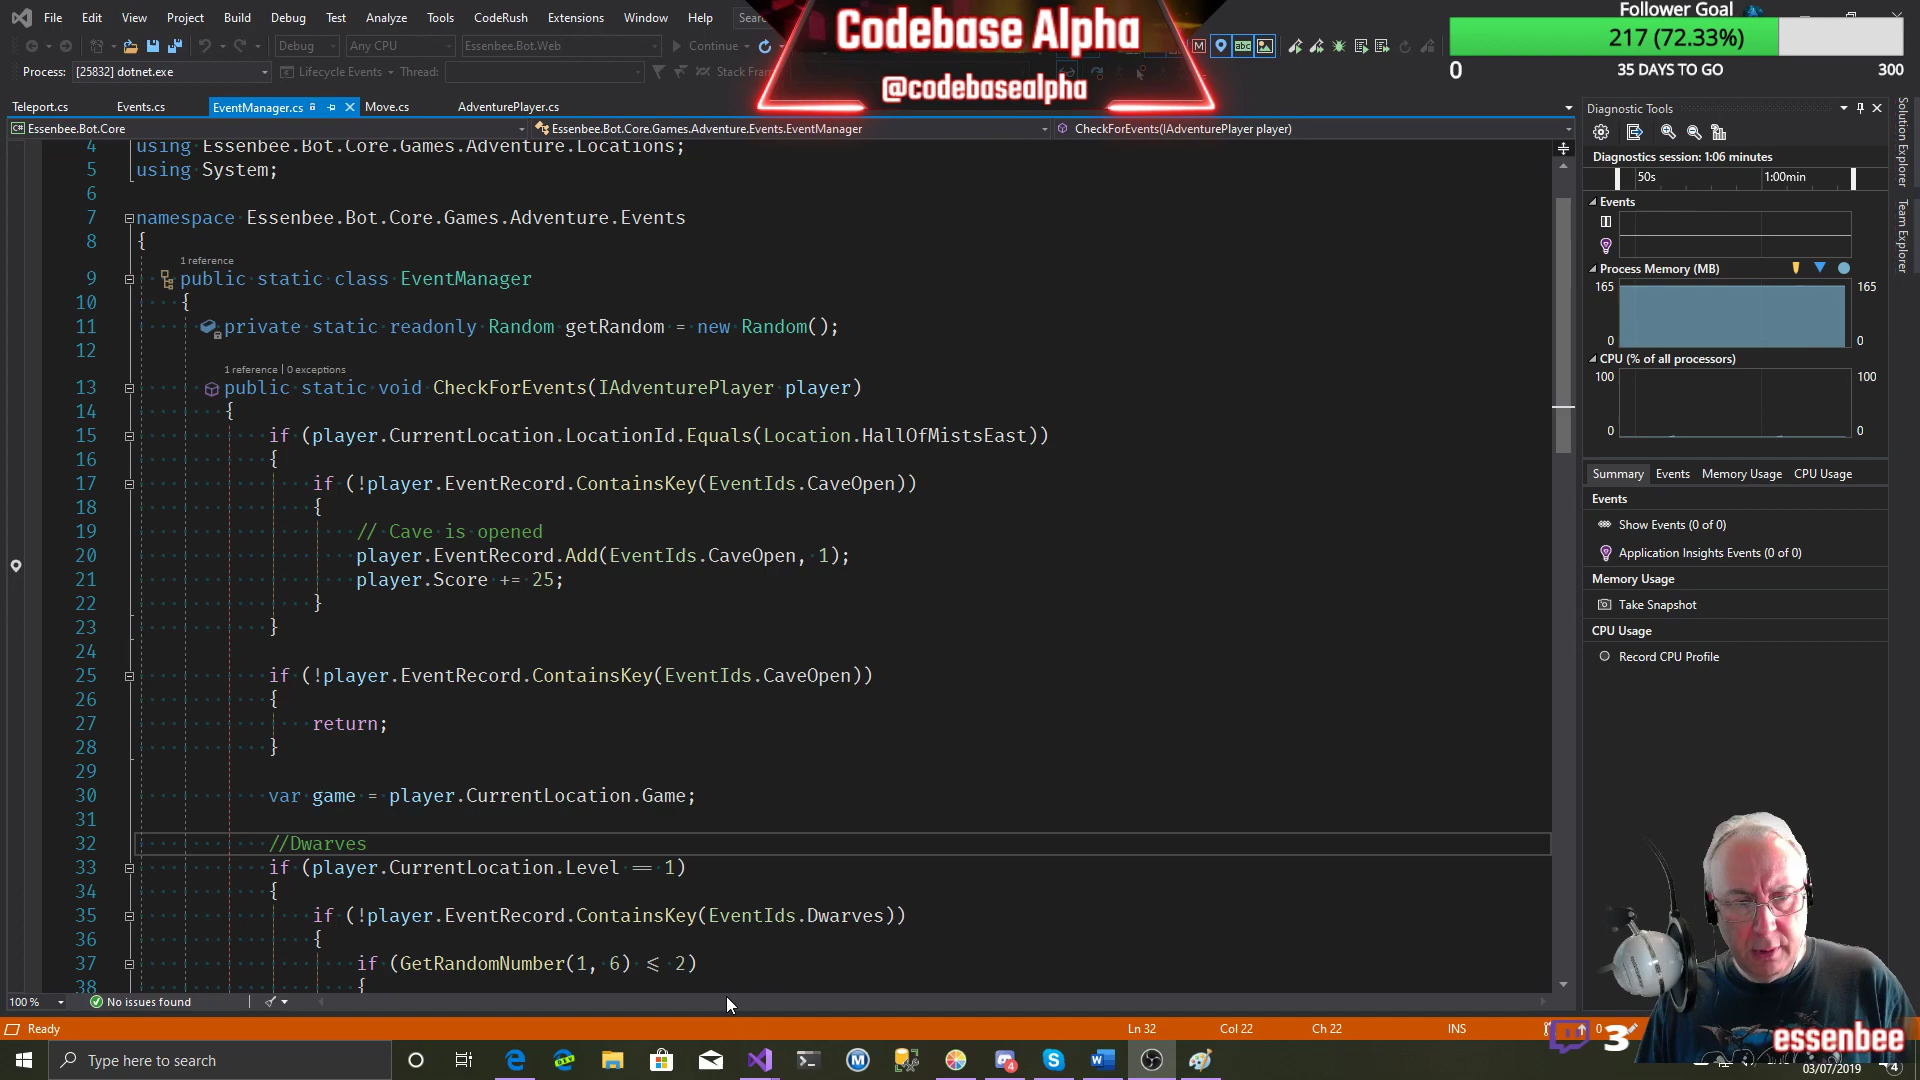 File Edit View Project Build Debug Test Analyze Tools CodeRush Extensions Window Help
Codebase Alpha
@codebasealpha
Follower Goal
217 (72.33%)
0 35 DAYS TO GO 300
Debug Any CPU Essenbee.Bot.Web Continue
Process: [25832] dotnet.exe Lifecycle Events Thread: Stack
Teleport.cs Events.cs EventManager.cs Move.cs AdventurePlayer.cs
Essenbee.Bot.Core Essenbee.Bot.Core.Games.Adventure.Events.EventManager CheckForEvents(IAdventurePlayer player)
4 using Essenbee.Bot.Core.Games.Adventure.Locations;
5 using System;
6
7 namespace Essenbee.Bot.Core.Games.Adventure.Events
8 {
1 reference
9 public static class EventManager
10 {
11 private static readonly Random getRandom = new Random();
12
1 reference | 0 exceptions
13 public static void CheckForEvents(IAdventurePlayer player)
14 {
15 if (player.CurrentLocation.LocationId.Equals(Location.HallOfMistsEast))
16 {
17 if (!player.EventRecord.ContainsKey(EventIds.CaveOpen))
18 {
19 // Cave is opened
20 player.EventRecord.Add(EventIds.CaveOpen, 1);
21 player.Score += 25;
22 }
23 }
24
25 if (!player.EventRecord.ContainsKey(EventIds.CaveOpen))
26 {
27 return;
28 }
29
30 var game = player.CurrentLocation.Game;
31
32 //Dwarves
33 if (player.CurrentLocation.Level == 1)
34 {
35 if (!player.EventRecord.ContainsKey(EventIds.Dwarves))
36 {
37 if (GetRandomNumber(1, 6) <= 2)
38 {
100 % No issues found
Ready Ln 32 Col 22 Ch 22 INS 0
Diagnostic Tools
Diagnostics session: 1:06 minutes
50s 1:00min
Events
Process Memory (MB)
165 165
0 0
CPU (% of all processors)
100 100
0 0
Summary Events Memory Usage CPU Usage
Events
Show Events (0 of 0)
Application Insights Events (0 of 0)
Memory Usage
Take Snapshot
CPU Usage
Record CPU Profile
Solution Explorer
Team Explorer
3
essenbee
Type here to search
4
03/07/2019
4